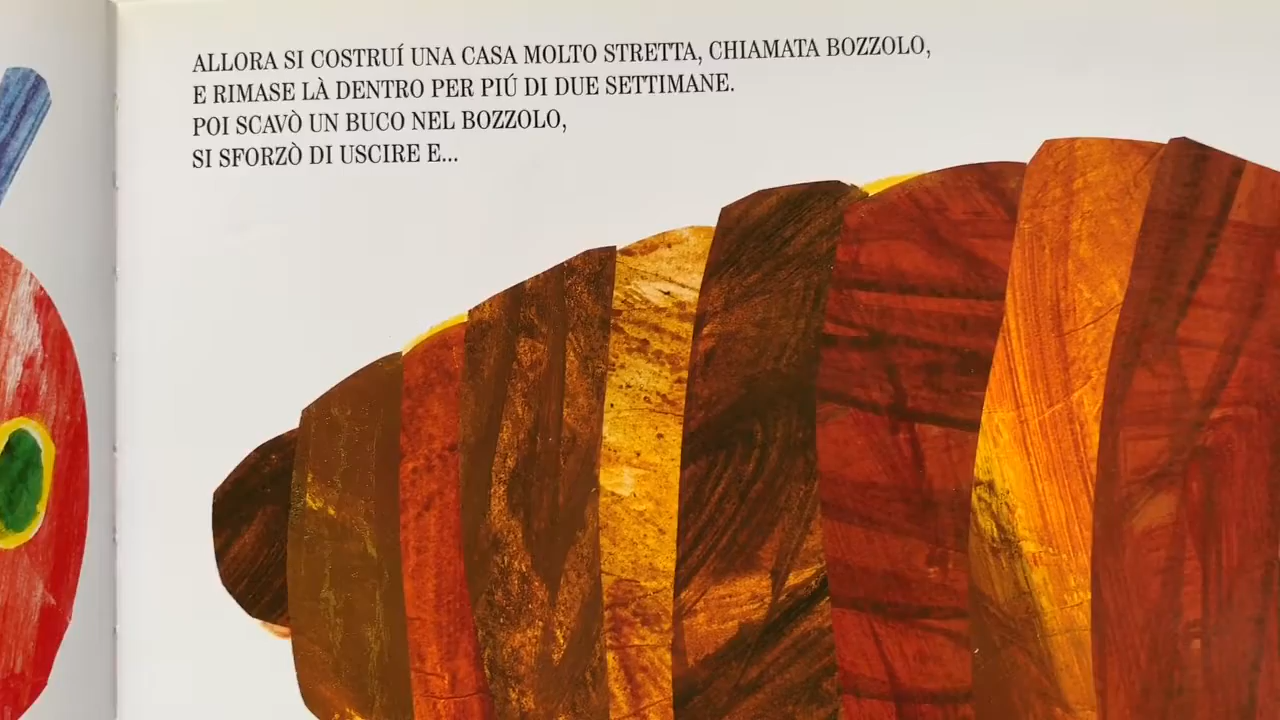 ALLORA SI COSTRUÍ UNA CASA MOLTO STRETTA, CHIAMATA BOZZOLO,
E RIMASE LÀ DENTRO PER PIÚ DI DUE SETTIMANE.
POI SCAVÒ UN BUCO NEL BOZZOLO,
SI SFORZÒ DI USCIRE E...